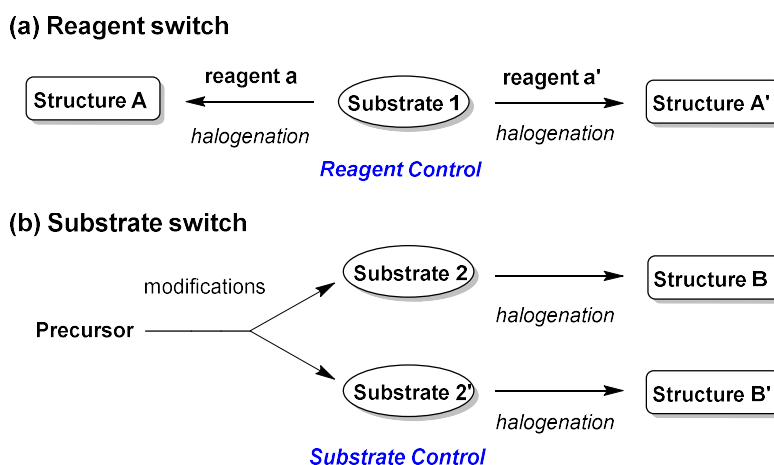 (a) Reagent switch
reagent a
reagent a'
Structure A
Substrate 1
Structure A'
halogenation
halogenation
Reagent Control
(b) Substrate switch
Substrate 2
Structure B
modifications
halogenation
Precursor
Substrate 2'
Structure B'
halogenation
Substrate Control